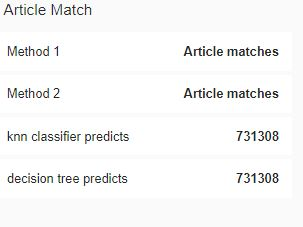 Article Match
Method 1 Article matches
Method 2 Article matches
knn classifier predicts 731308
decision tree predicts 731308